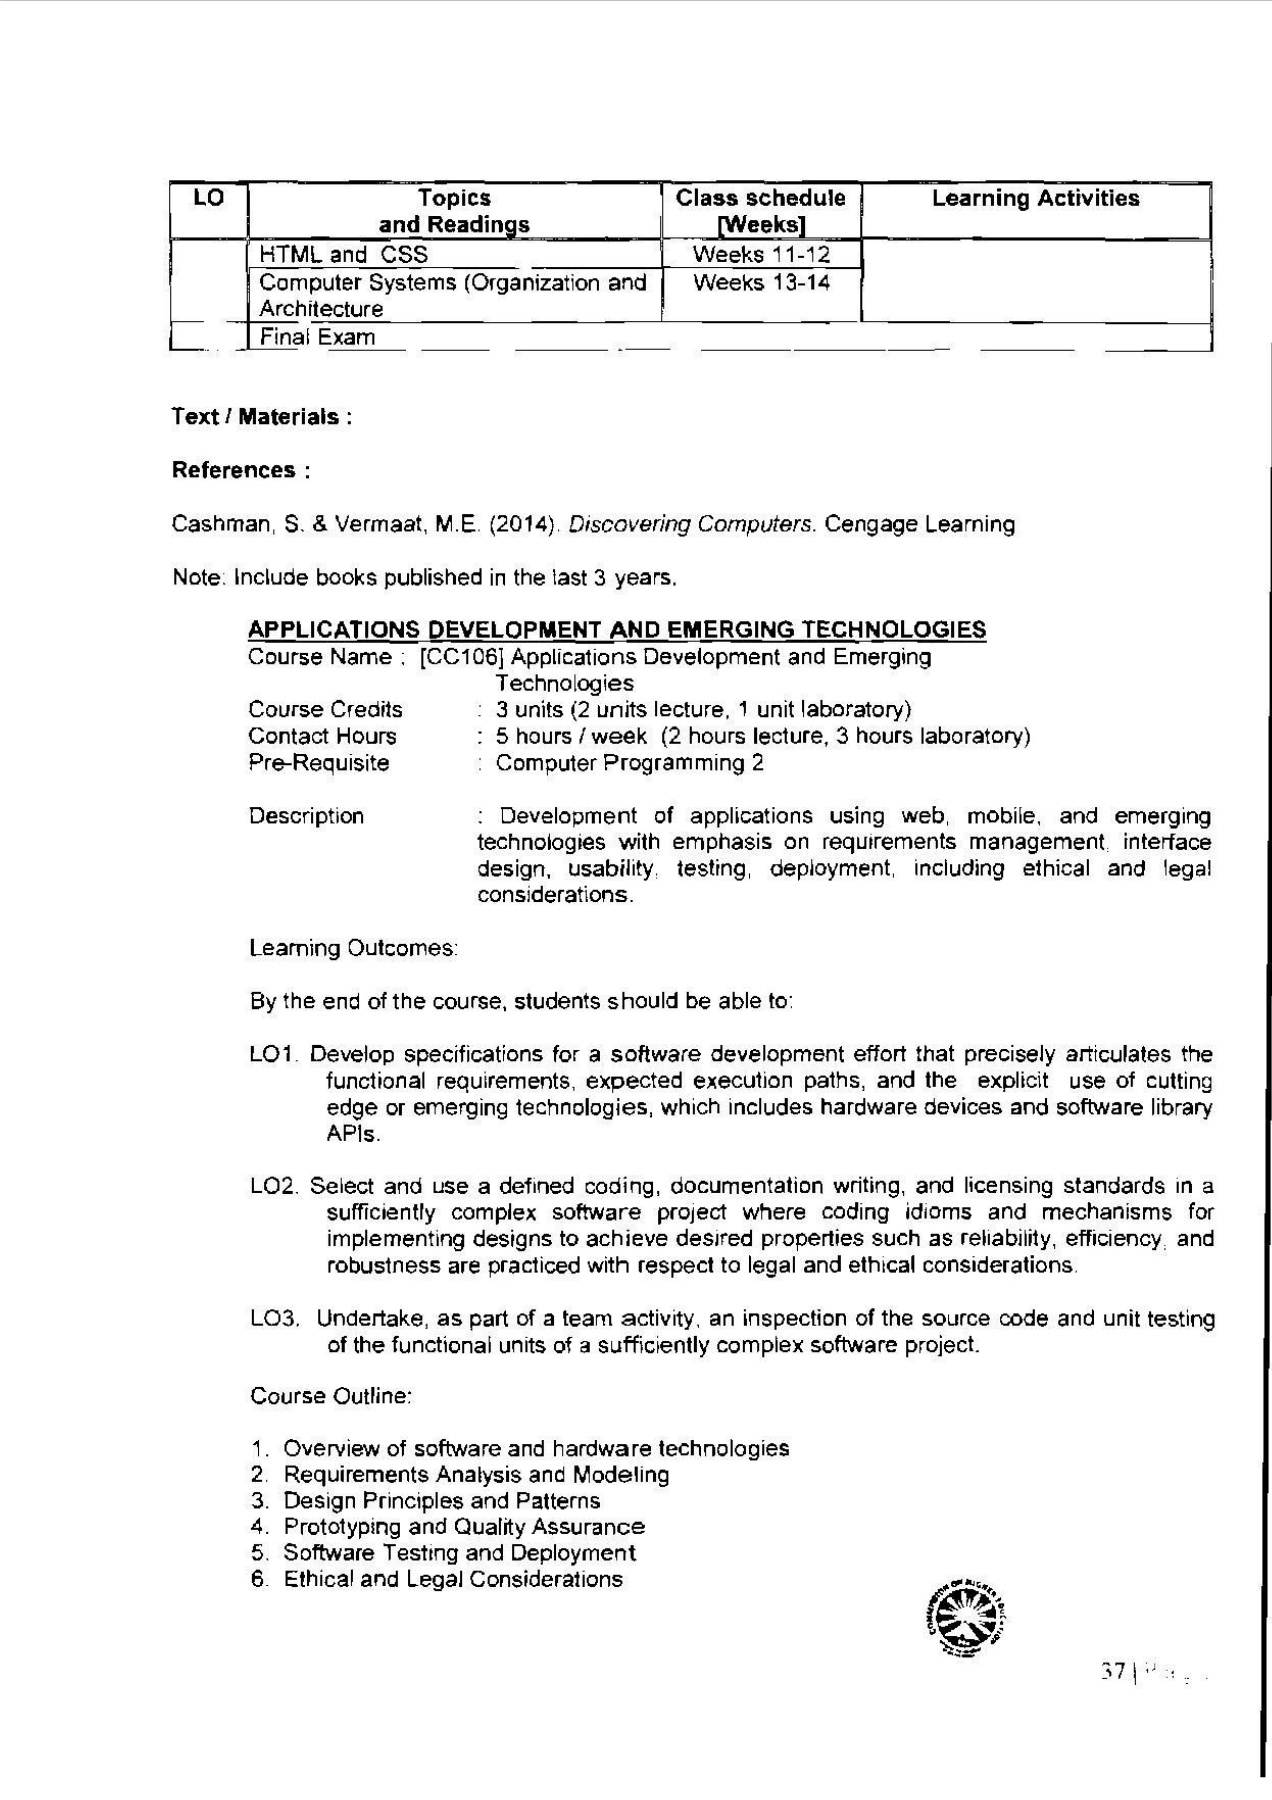 LO Topics Class schedule Learning Activities
and Readings [Weeks]
HTML and CSS Weeks 11-12
Computer Systems (Organization and Weeks 13-14
Architecture
Final Exam
Text / Materials :
References :
Cashman, S. & Vermaat, M.E. (2014). Discovering Computers. Cengage Learning
Note: Include books published in the last 3 years.
APPLICATIONS DEVELOPMENT AND EMERGING TECHNOLOGIES
Course Name : [CC106] Applications Development and Emerging
Technologies
Course Credits : 3 units (2 units lecture, 1 unit laboratory)
Contact Hours : 5 hours / week (2 hours lecture, 3 hours laboratory)
Pre-Requisite : Computer Programming 2
Description : Development of applications using web, mobile, and emerging
technologies with emphasis on requirements management, interface
design, usability, testing, deployment, including ethical and legal
considerations.
Learning Outcomes:
By the end of the course, students should be able to:
LO1. Develop specifications for a software development effort that precisely articulates the
functional requirements, expected execution paths, and the explicit use of cutting
edge or emerging technologies, which includes hardware devices and software library
APIs.
LO2. Select and use a defined coding, documentation writing, and licensing standards in a
sufficiently complex software project where coding idioms and mechanisms for
implementing designs to achieve desired properties such as reliability, efficiency, and
robustness are practiced with respect to legal and ethical considerations.
LO3. Undertake, as part of a team activity, an inspection of the source code and unit testing
of the functional units of a sufficiently complex software project.
Course Outline:
1. Overview of software and hardware technologies
2. Requirements Analysis and Modeling
3. Design Principles and Patterns
4. Prototyping and Quality Assurance
5. Software Testing and Deployment
6. Ethical and Legal Considerations
COMMISSION ON HIGHER EDUCATION
37 |